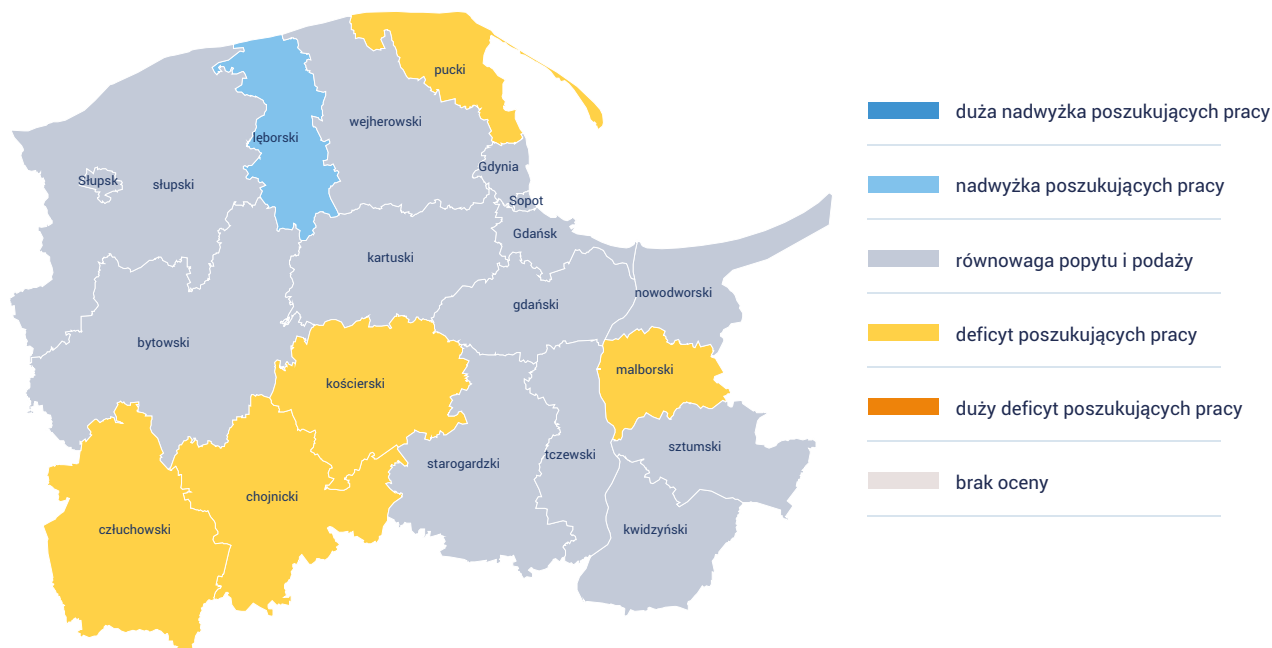 pucki
wejherowski
lęborski
Gdynia
Słupsk
słupski
Sopot
Gdańsk
kartuski
nowodworski
gdański
bytowski
malborski
kościerski
sztumski
tczewski
starogardzki
chojnicki
człuchowski
kwidzyński
duża nadwyżka poszukujących pracy
nadwyżka poszukujących pracy
równowaga popytu i podaży
deficyt poszukujących pracy
duży deficyt poszukujących pracy
brak oceny